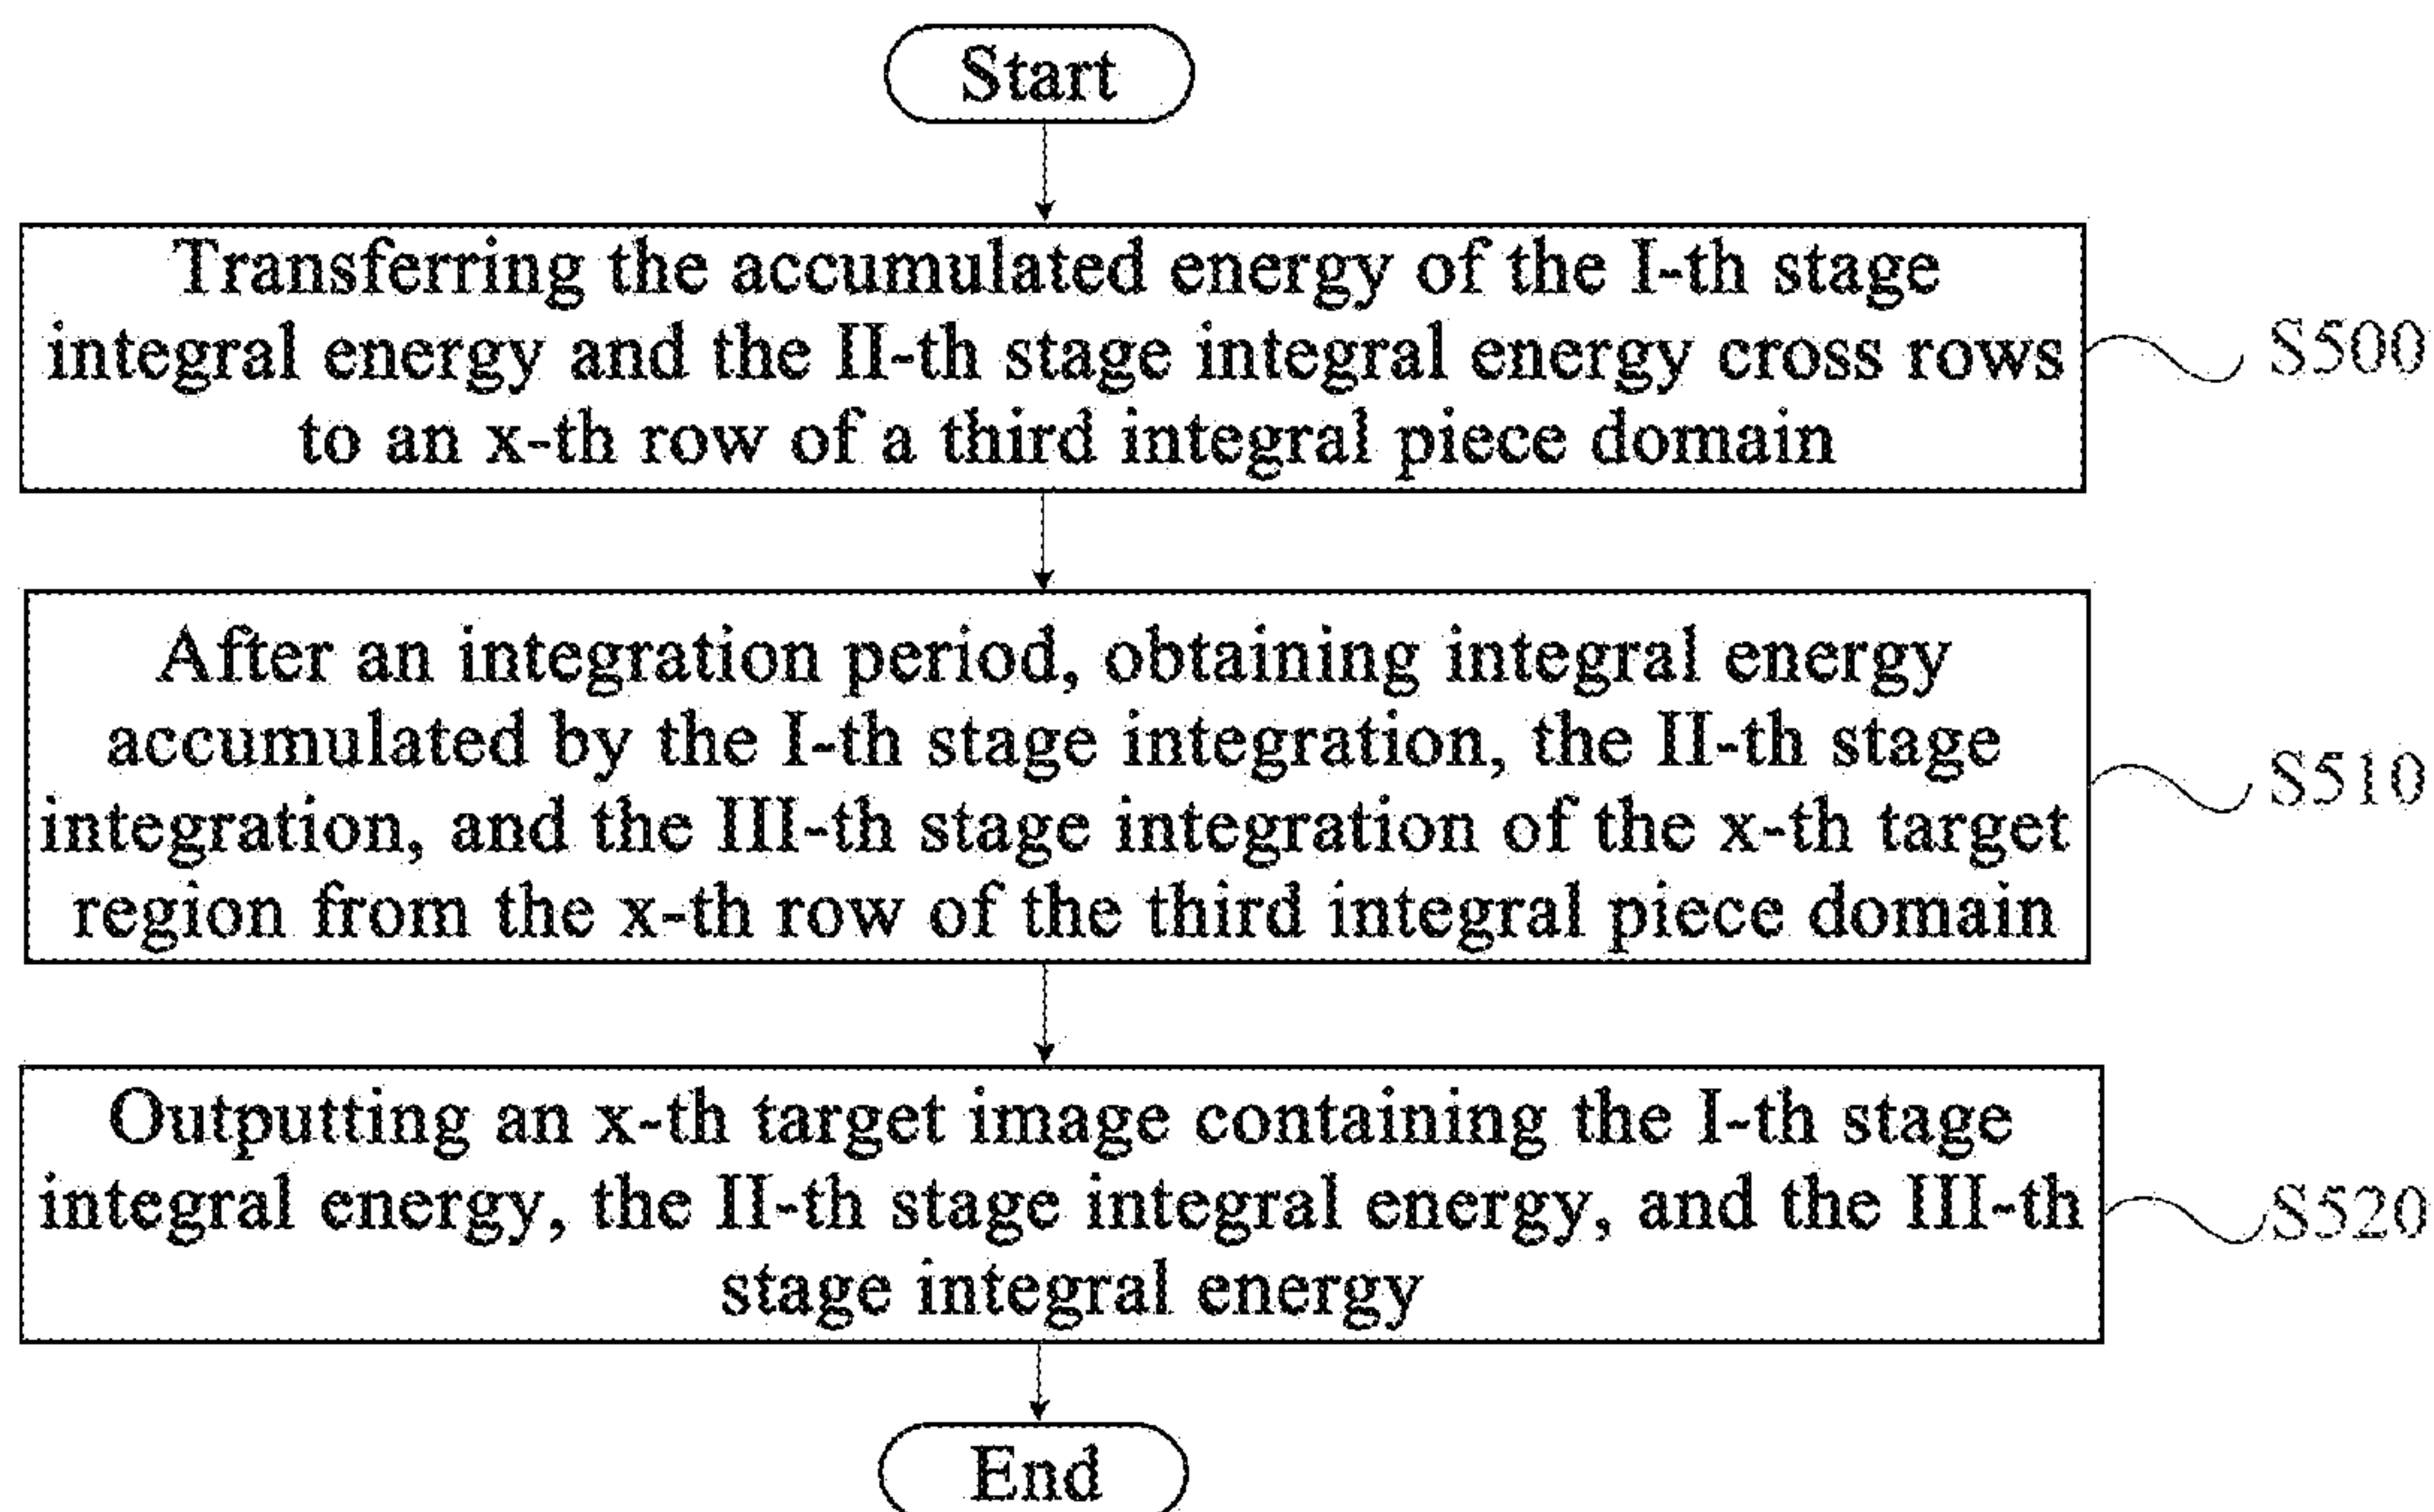 Start
Transferring the accumulated energy of the I-th stage
integral energy and the II-th stage integral energy cross rows
to an x-th row of a third integral piece domain
S500
After an integration period, obtaining integral energy
accumulated by the I-th stage integration, the II-th stage
integration, and the III-th stage integration of the x-th target
region from the x-th row of the third integral piece domain
S510
Outputting an x-th target image containing the I-th stage
integral energy, the II-th stage integral energy, and the III-th
stage integral energy
S520
End